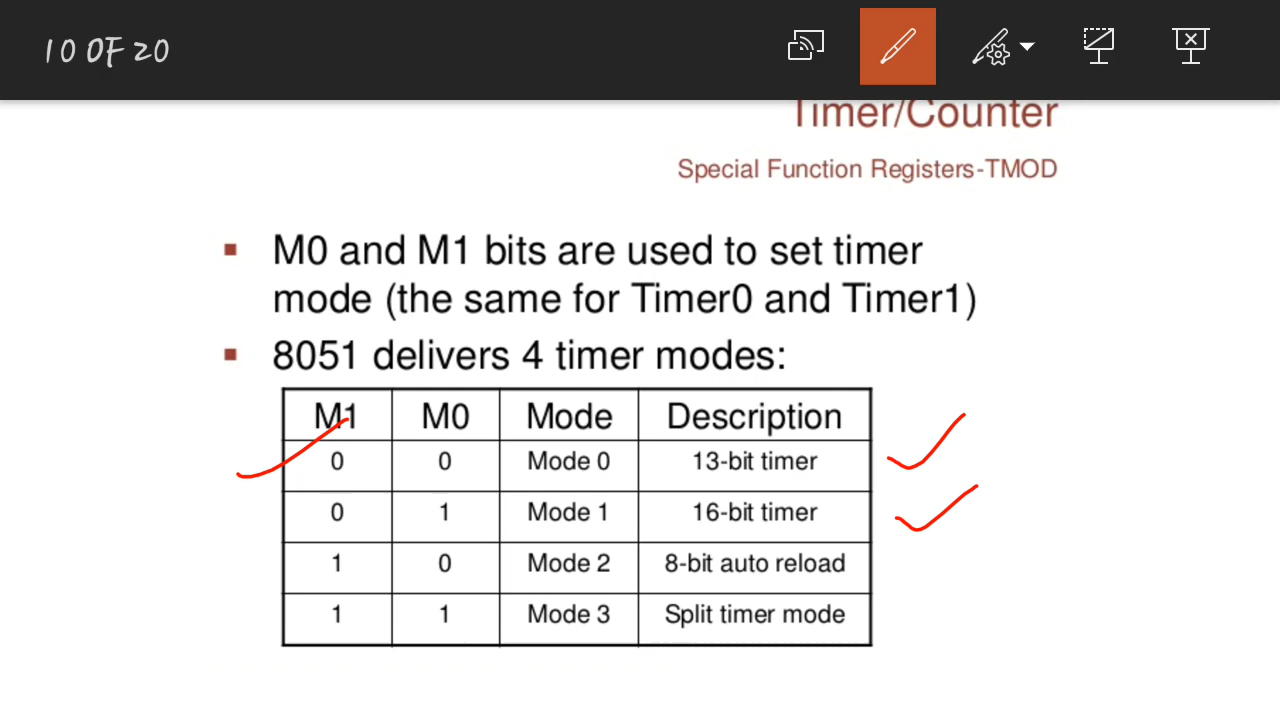 10 OF 20
Timer/Counter
Special Function Registers-TMOD
▪ M0 and M1 bits are used to set timer
mode (the same for Timer0 and Timer1)
▪ 8051 delivers 4 timer modes:
M1 M0 Mode Description
0 0 Mode 0 13-bit timer
0 1 Mode 1 16-bit timer
1 0 Mode 2 8-bit auto reload
1 1 Mode 3 Split timer mode